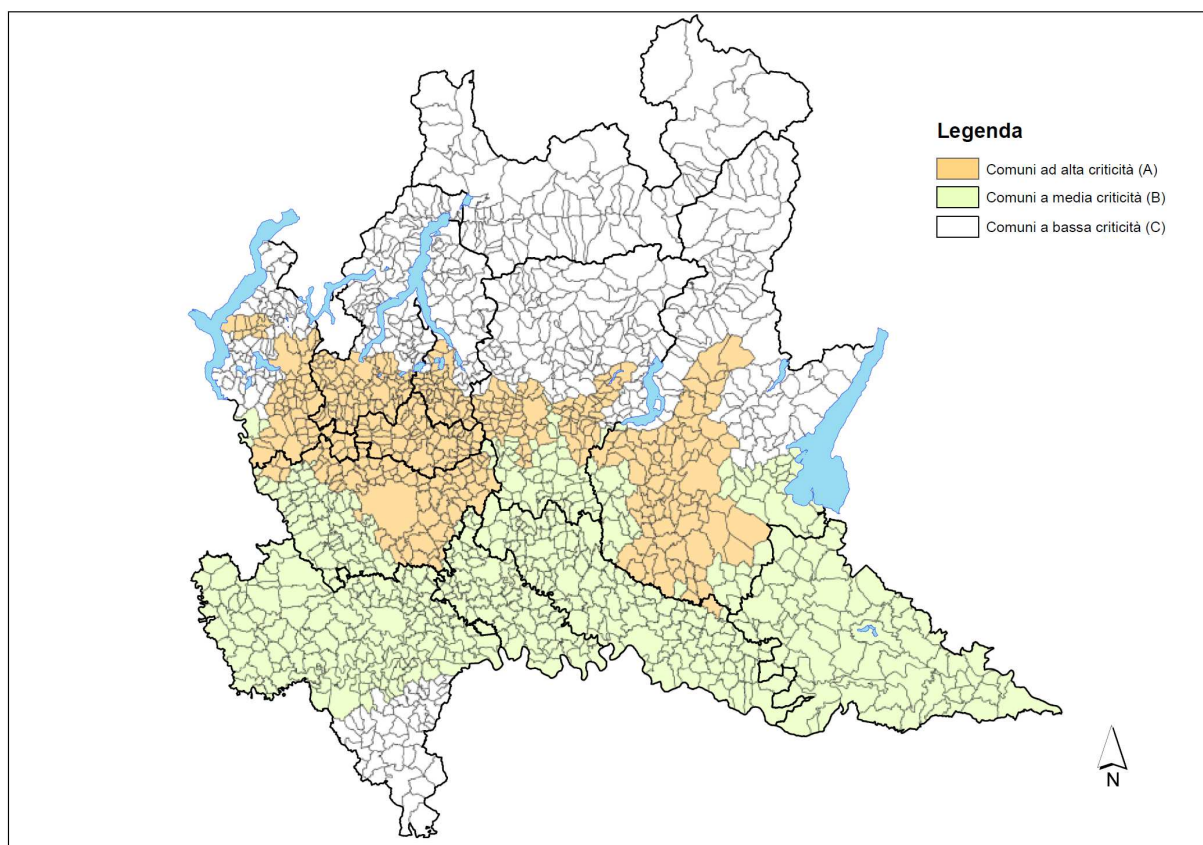 Legenda
Comuni ad alta criticità (A)
Comuni a media criticità (B)
Comuni a bassa criticità (C)
N